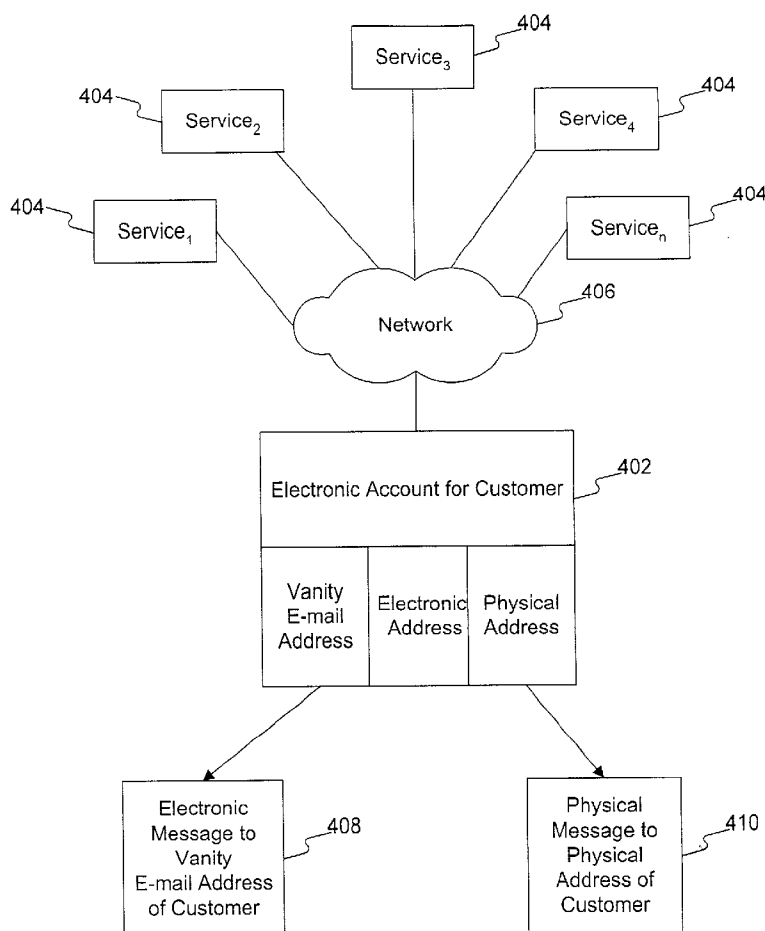 404
Service3
404
Service2
404
Service4
404
Service1
404
Servicen
Network
406
Electronic Account for Customer
402
Vanity
E-mail
Address
Electronic
Address
Physical
Address
Electronic
Message to
Vanity
E-mail Address
of Customer
408
Physical
Message to
Physical
Address of
Customer
410